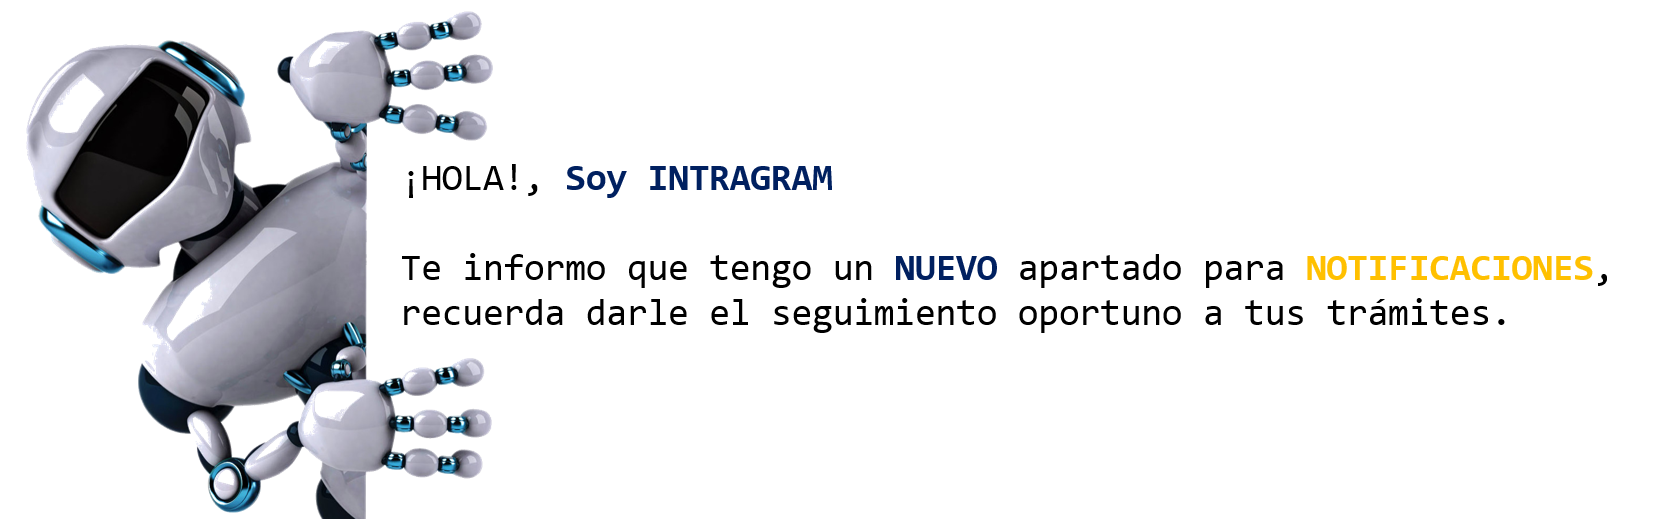 ¡HOLA!, Soy INTRAGRAM
Te informo que tengo un NUEVO apartado para NOTIFICACIONES,
recuerda darle el seguimiento oportuno a tus trámites.